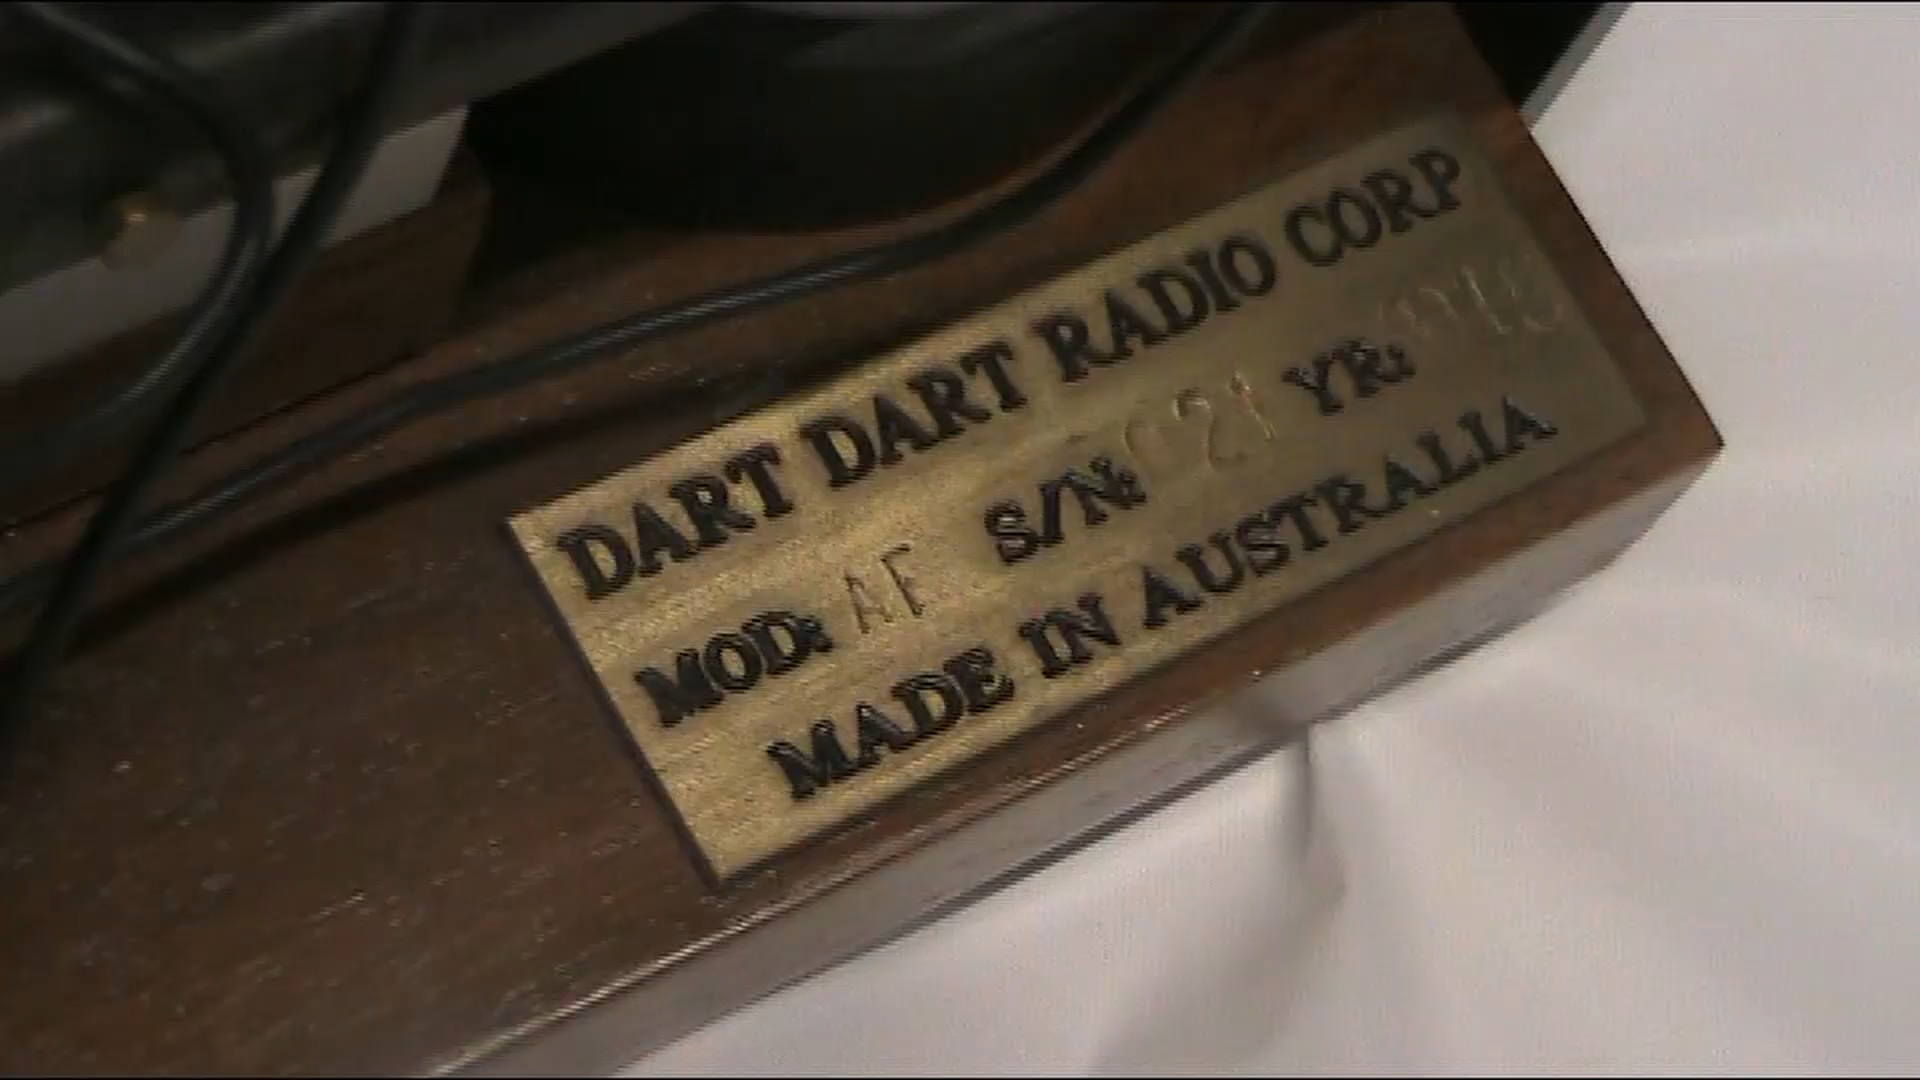 DART DART RADIO CORP
MOD: AF S/N: 021 YR:
MADE IN AUSTRALIA